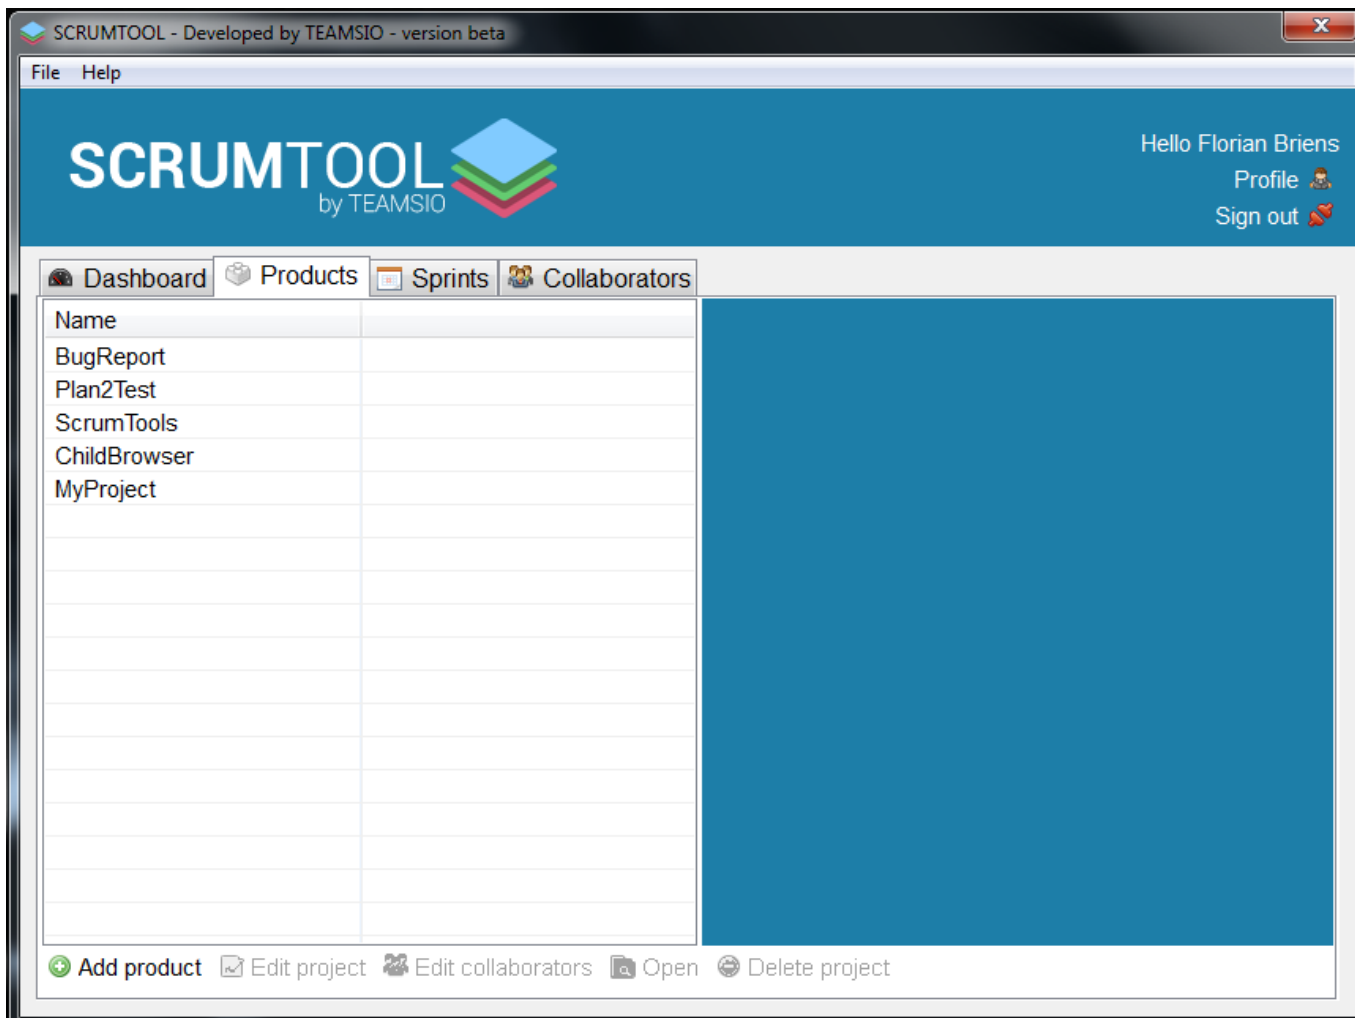 SCRUMTOOL - Developed by TEAMSIO - version beta
File Help
SCRUMTOOL
by TEAMSIO
Hello Florian Briens
Profile
Sign out
Dashboard Products Sprints Collaborators
Name
BugReport
Plan2Test
ScrumTools
ChildBrowser
MyProject
Add product Edit project Edit collaborators Open Delete project